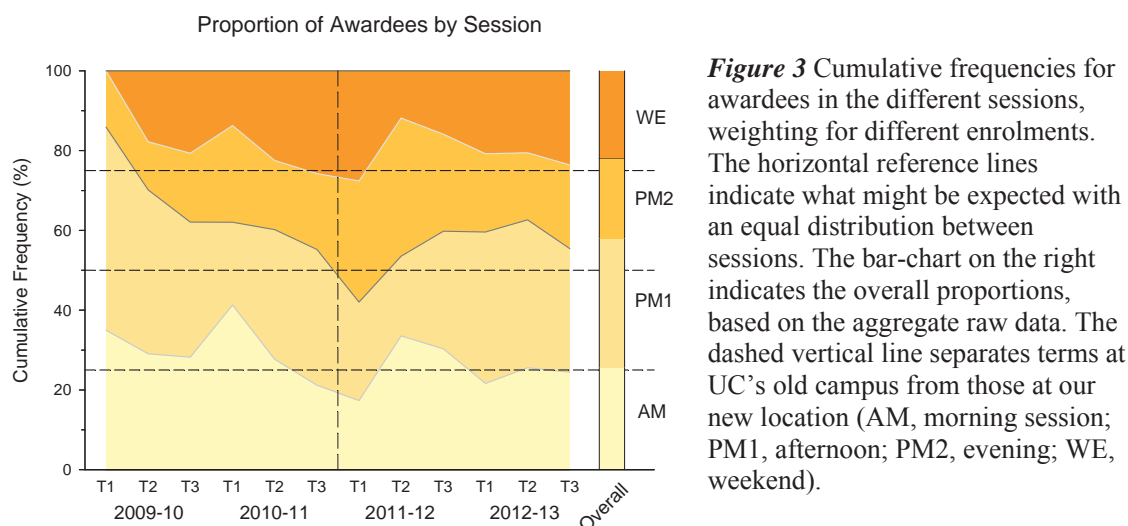 Proportion of Awardees by Session
Cumulative Frequency (%)
100
80
60
40
20
0
WE
PM2
PM1
AM
T1 T2 T3 T1 T2 T3 T1 T2 T3 T1 T2 T3
2009-10 2010-11 2011-12 2012-13
Overall
Figure 3 Cumulative frequencies for
awardees in the different sessions,
weighting for different enrolments.
The horizontal reference lines
indicate what might be expected with
an equal distribution between
sessions. The bar-chart on the right
indicates the overall proportions,
based on the aggregate raw data. The
dashed vertical line separates terms at
UC's old campus from those at our
new location (AM, morning session;
PM1, afternoon; PM2, evening; WE,
weekend).